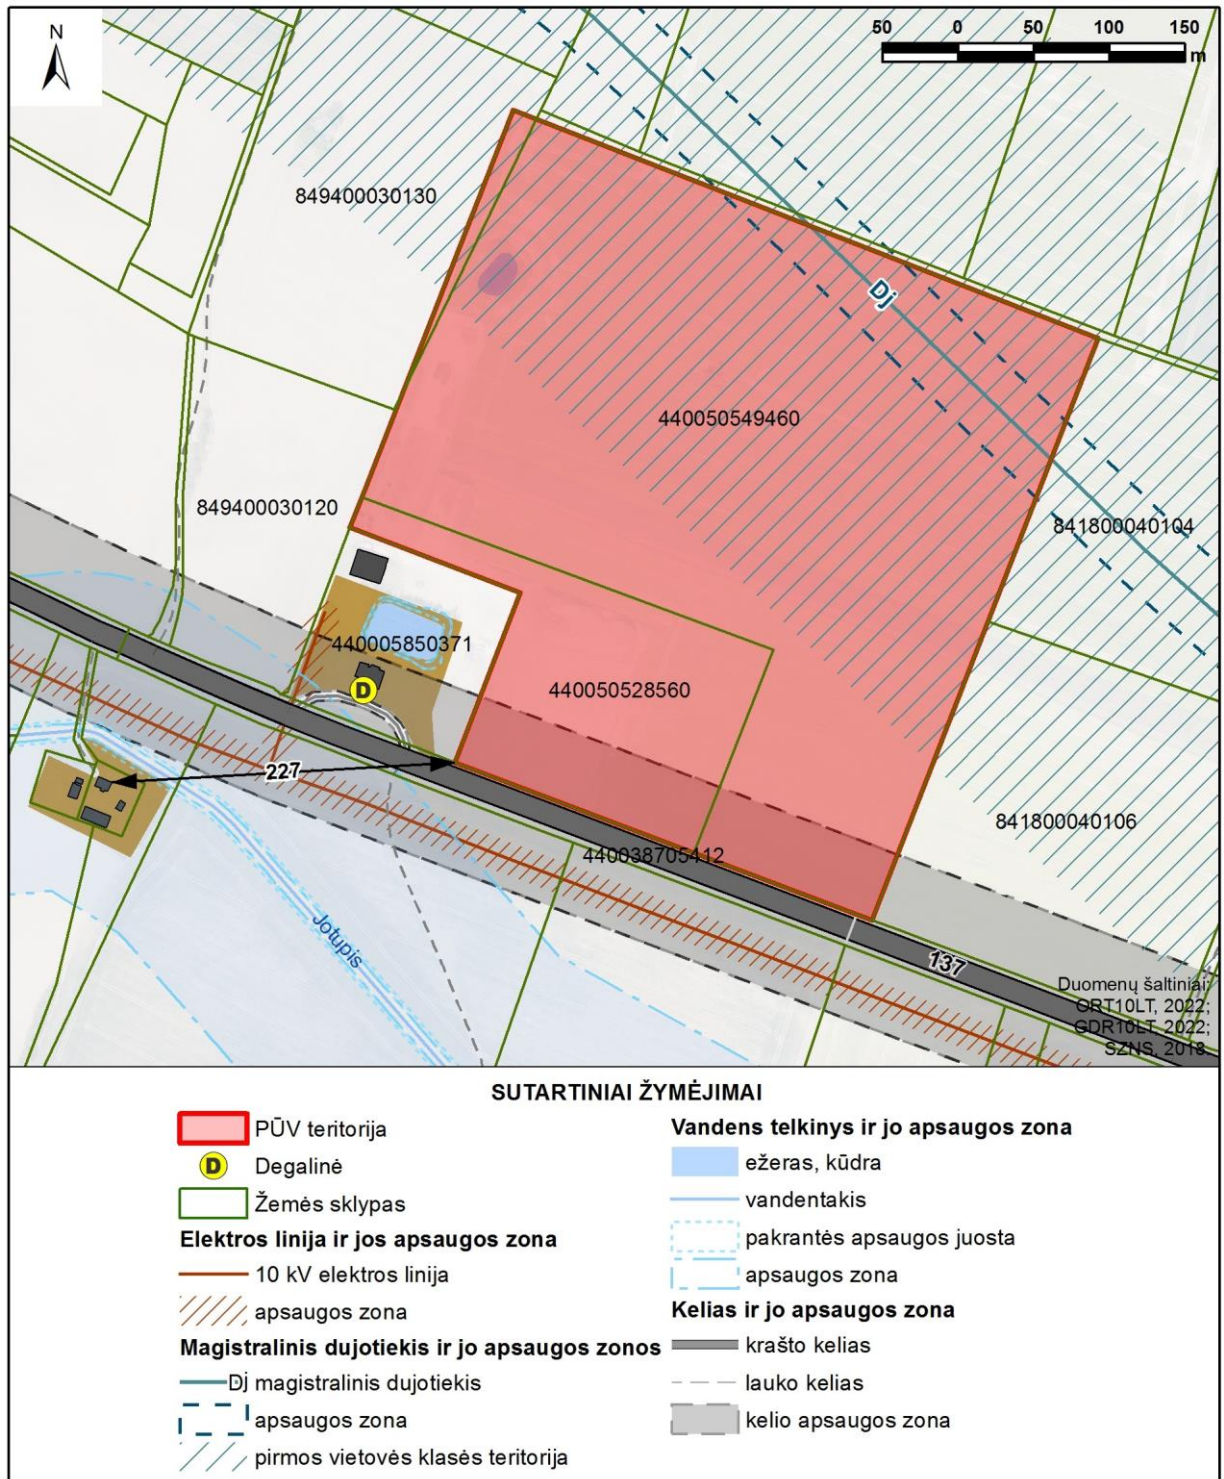 N
50 0 50 100 150
m
849400030130
Dj
440050549460
849400030120
841800040104
440005850371
D
440050528560
227
841800040106
440038705412
Jotupis
137
Duomenų šaltiniai:
ORT10LT, 2022;
GDR10LT, 2022;
SŽNS, 2018.
SUTARTINIAI ŽYMĖJIMAI
PŪV teritorija
D Degalinė
Žemės sklypas
Elektros linija ir jos apsaugos zona
10 kV elektros linija
apsaugos zona
Magistralinis dujotiekis ir jo apsaugos zonos
Dj magistralinis dujotiekis
apsaugos zona
pirmos vietovės klasės teritorija
Vandens telkinys ir jo apsaugos zona
ežeras, kūdra
vandentakis
pakrantės apsaugos juosta
apsaugos zona
Kelias ir jo apsaugos zona
krašto kelias
lauko kelias
kelio apsaugos zona